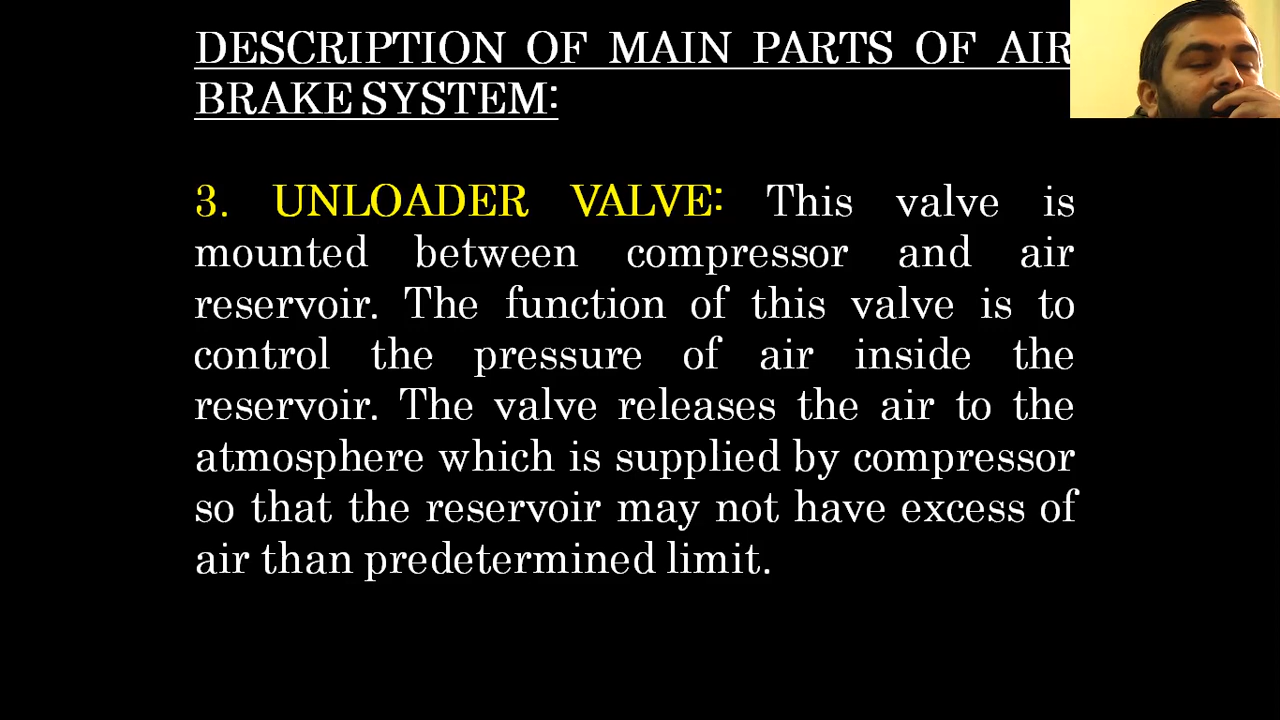 DESCRIPTION OF MAIN PARTS OF AIR
BRAKE SYSTEM:
3. UNLOADER VALVE: This valve is
mounted between compressor and air
reservoir. The function of this valve is to
control the pressure of air inside the
reservoir. The valve releases the air to the
atmosphere which is supplied by compressor
so that the reservoir may not have excess of
air than predetermined limit.